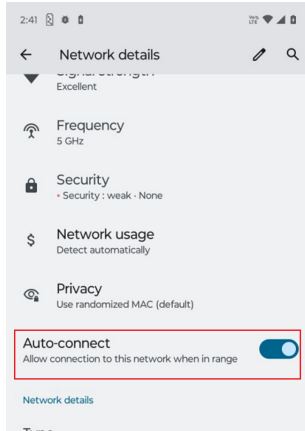 2:41
Network details
Signal strength
Excellent
Frequency
5 GHz
Security
• Security : weak · None
$ Network usage
Detect automatically
Privacy
Use randomized MAC (default)
Auto-connect
Allow connection to this network when in range
Network details
Type